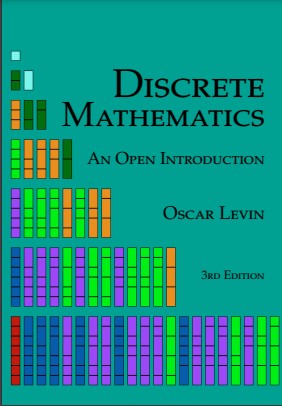 DISCRETE
MATHEMATICS
AN OPEN INTRODUCTION
OSCAR LEVIN
3RD EDITION